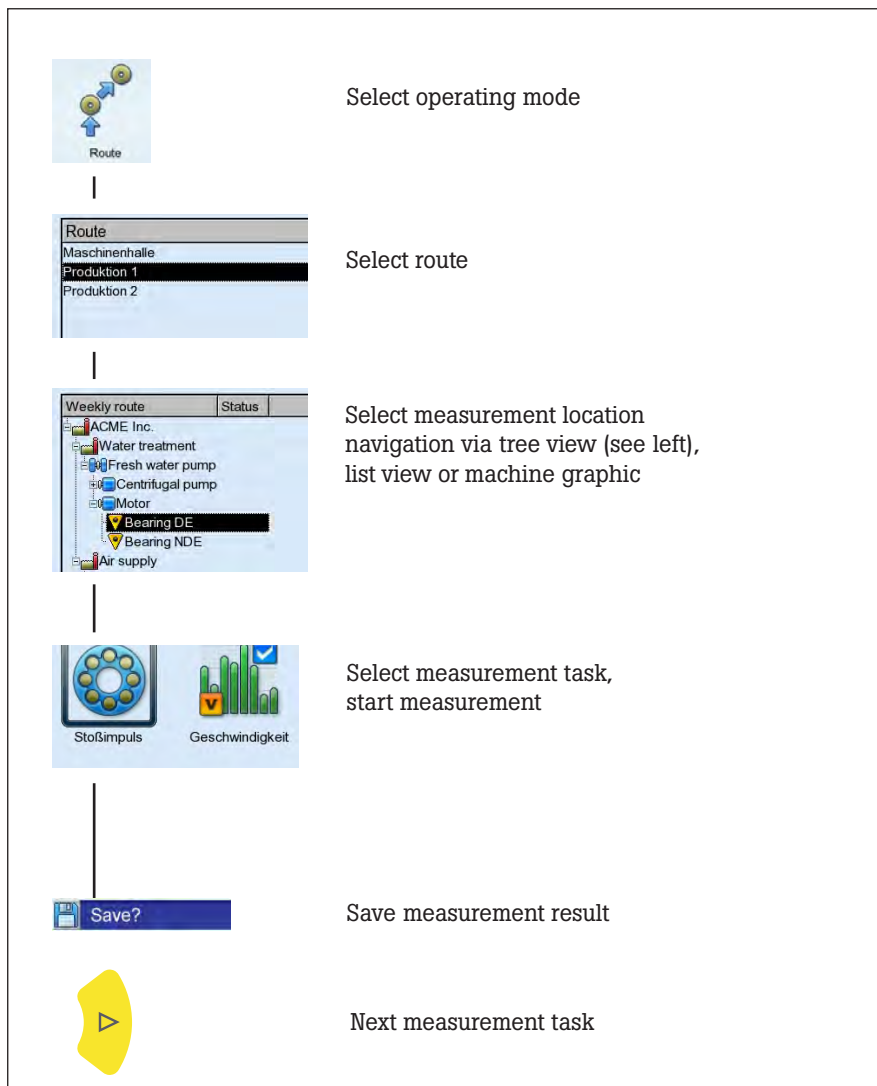 Route
Select operating mode
Route
Maschinenhalle
Produktion 1
Produktion 2
Select route
Weekly route Status
ACME Inc.
Water treatment
Fresh water pump
Centrifugal pump
Motor
Bearing DE
Bearing NDE
Air supply
Select measurement location
navigation via tree view (see left),
list view or machine graphic
v
Stoßimpuls Geschwindigkeit
Select measurement task,
start measurement
Save?
Save measurement result
Next measurement task